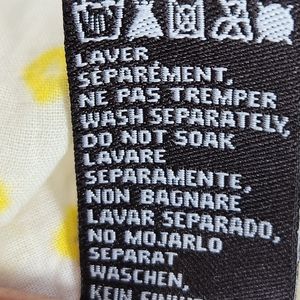 LAVER
SÉPARÉMENT,
NE PAS TREMPER
WASH SEPARATELY,
DO NOT SOAK
LAVARE
SEPARAMENTE,
NON BAGNARE
LAVAR SEPARADO,
NO MOJARLO
SEPARAT
WASCHEN,
KEIN